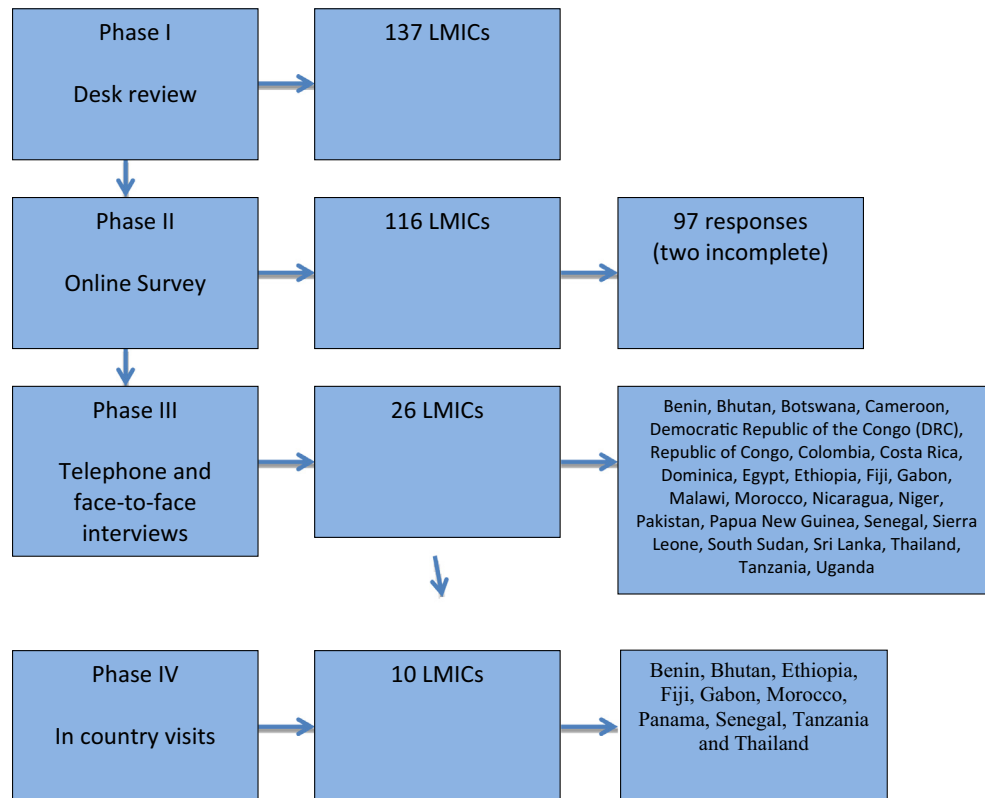 Phase I
Desk review
137 LMICs
Phase II
Online Survey
116 LMICs
97 responses
(two incomplete)
Phase III
Telephone and
face-to-face
interviews
26 LMICs
Benin, Bhutan, Botswana, Cameroon,
Democratic Republic of the Congo (DRC),
Republic of Congo, Colombia, Costa Rica,
Dominica, Egypt, Ethiopia, Fiji, Gabon,
Malawi, Morocco, Nicaragua, Niger,
Pakistan, Papua New Guinea, Senegal, Sierra
Leone, South Sudan, Sri Lanka, Thailand,
Tanzania, Uganda
Phase IV
In country visits
10 LMICs
Benin, Bhutan, Ethiopia,
Fiji, Gabon, Morocco,
Panama, Senegal, Tanzania
and Thailand